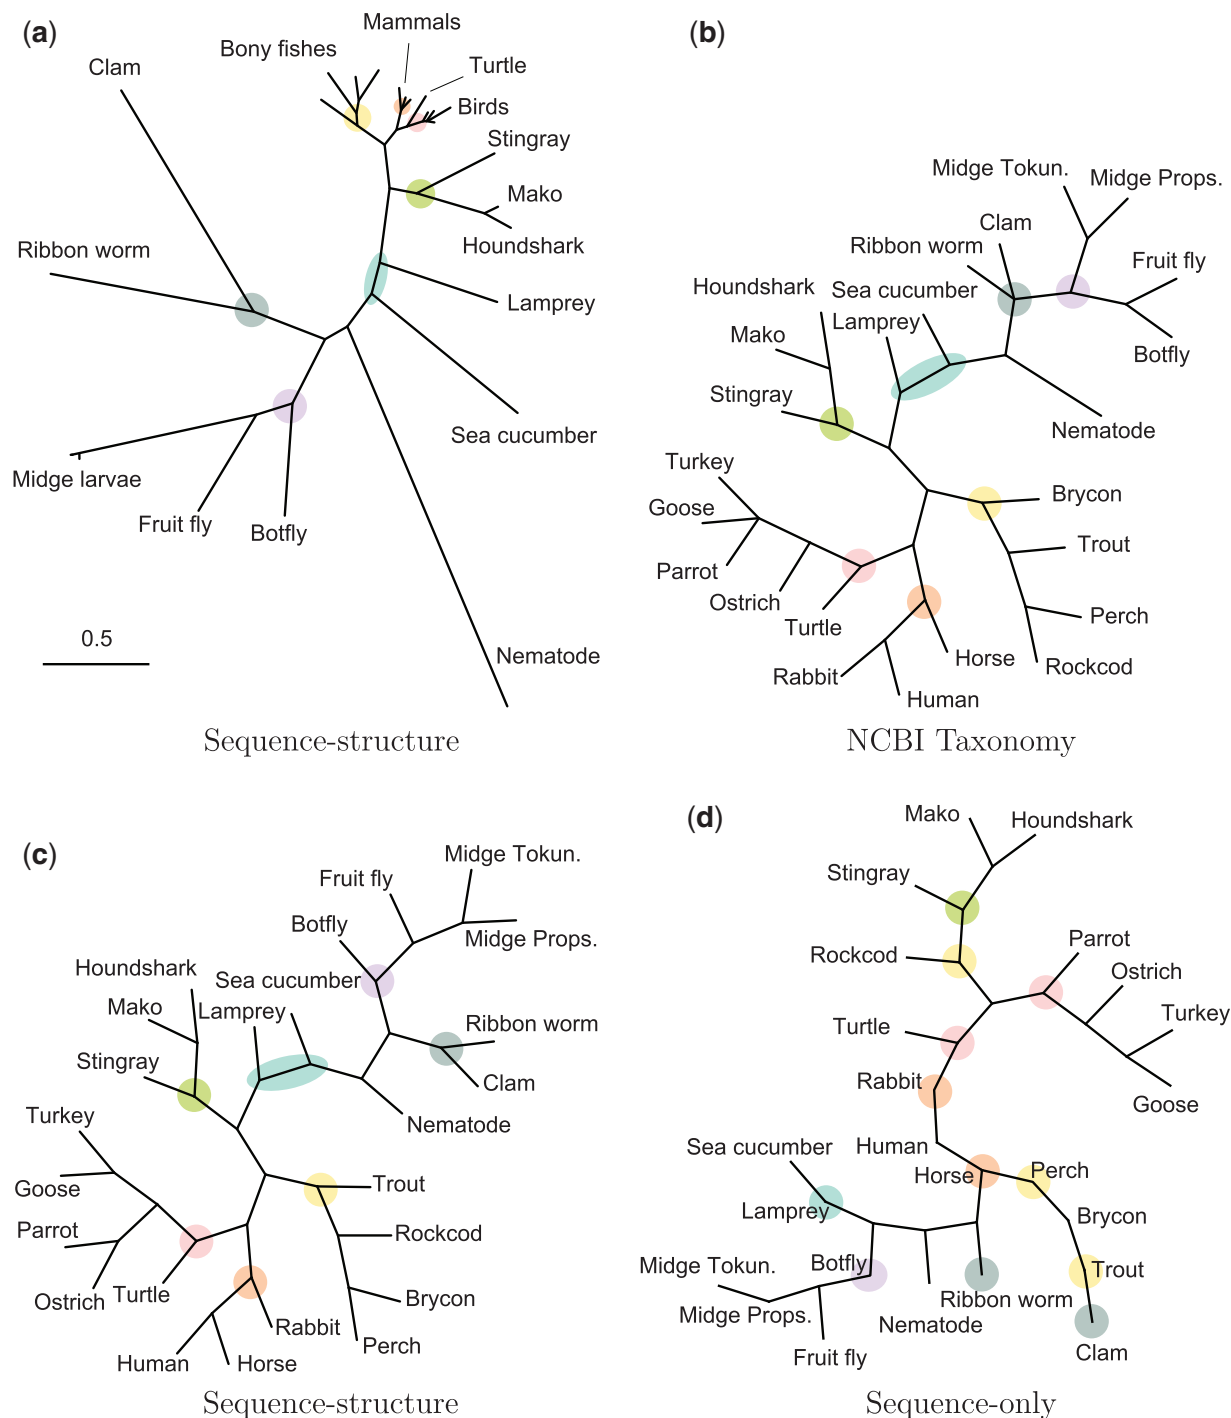 (a)
Mammals
Bony fishes
Turtle
Clam
Birds
Stingray
Mako
Houndshark
Ribbon worm
Lamprey
Sea cucumber
Midge larvae
Fruit fly
Botfly
0.5
Nematode
Sequence-structure
(b)
Midge Tokun.
Midge Props.
Clam
Ribbon worm
Fruit fly
Houndshark
Sea cucumber
Lamprey
Mako
Botfly
Stingray
Nematode
Turkey
Brycon
Goose
Trout
Parrot
Ostrich
Perch
Turtle
Horse
Rockcod
Rabbit
Human
NCBI Taxonomy
(c)
Midge Tokun.
Fruit fly
Botfly
Midge Props.
Houndshark
Sea cucumber
Mako
Lamprey
Ribbon worm
Stingray
Clam
Turkey
Nematode
Goose
Trout
Parrot
Rockcod
Ostrich
Turtle
Brycon
Rabbit
Human
Horse
Perch
Sequence-structure
(d)
Mako
Houndshark
Stingray
Rockcod
Parrot
Ostrich
Turtle
Turkey
Rabbit
Goose
Sea cucumber
Human
Horse
Perch
Lamprey
Brycon
Midge Tokun.
Botfly
Trout
Midge Props.
Ribbon worm
Nematode
Fruit fly
Clam
Sequence-only